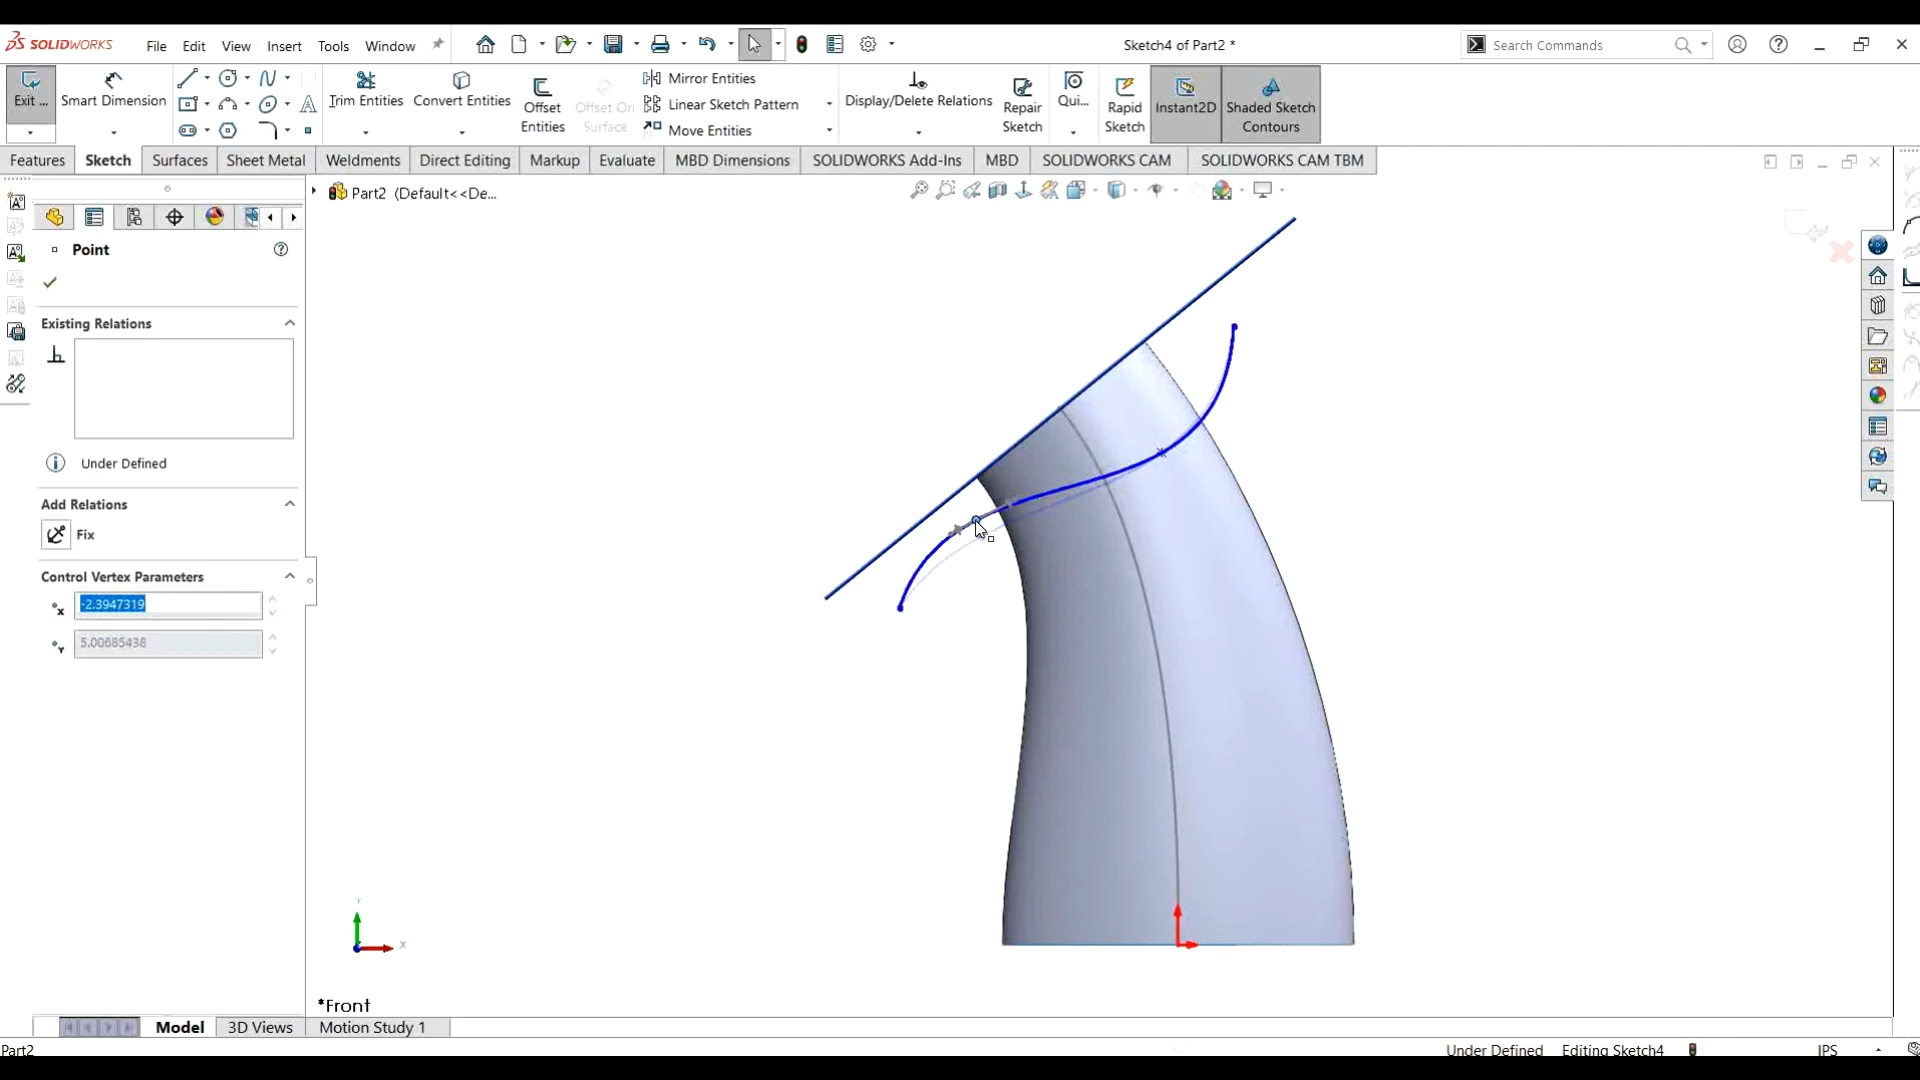 SOLIDWORKS File Edit View Insert Tools Window Sketch4 of Part2 * Search Commands
Exit ... Smart Dimension Trim Entities Convert Entities Offset Entities Offset On Surface Mirror Entities Linear Sketch Pattern Move Entities Display/Delete Relations Repair Sketch Qui... Rapid Sketch Instant2D Shaded Sketch Contours
Features Sketch Surfaces Sheet Metal Weldments Direct Editing Markup Evaluate MBD Dimensions SOLIDWORKS Add-Ins MBD SOLIDWORKS CAM SOLIDWORKS CAM TBM
Part2 (Default<<De...
Point
Existing Relations
Under Defined
Add Relations
Fix
Control Vertex Parameters
X -2.3947319
Y 5.00685438
Y
X
*Front
Model 3D Views Motion Study 1
Part2 Under Defined Editing Sketch4 IPS